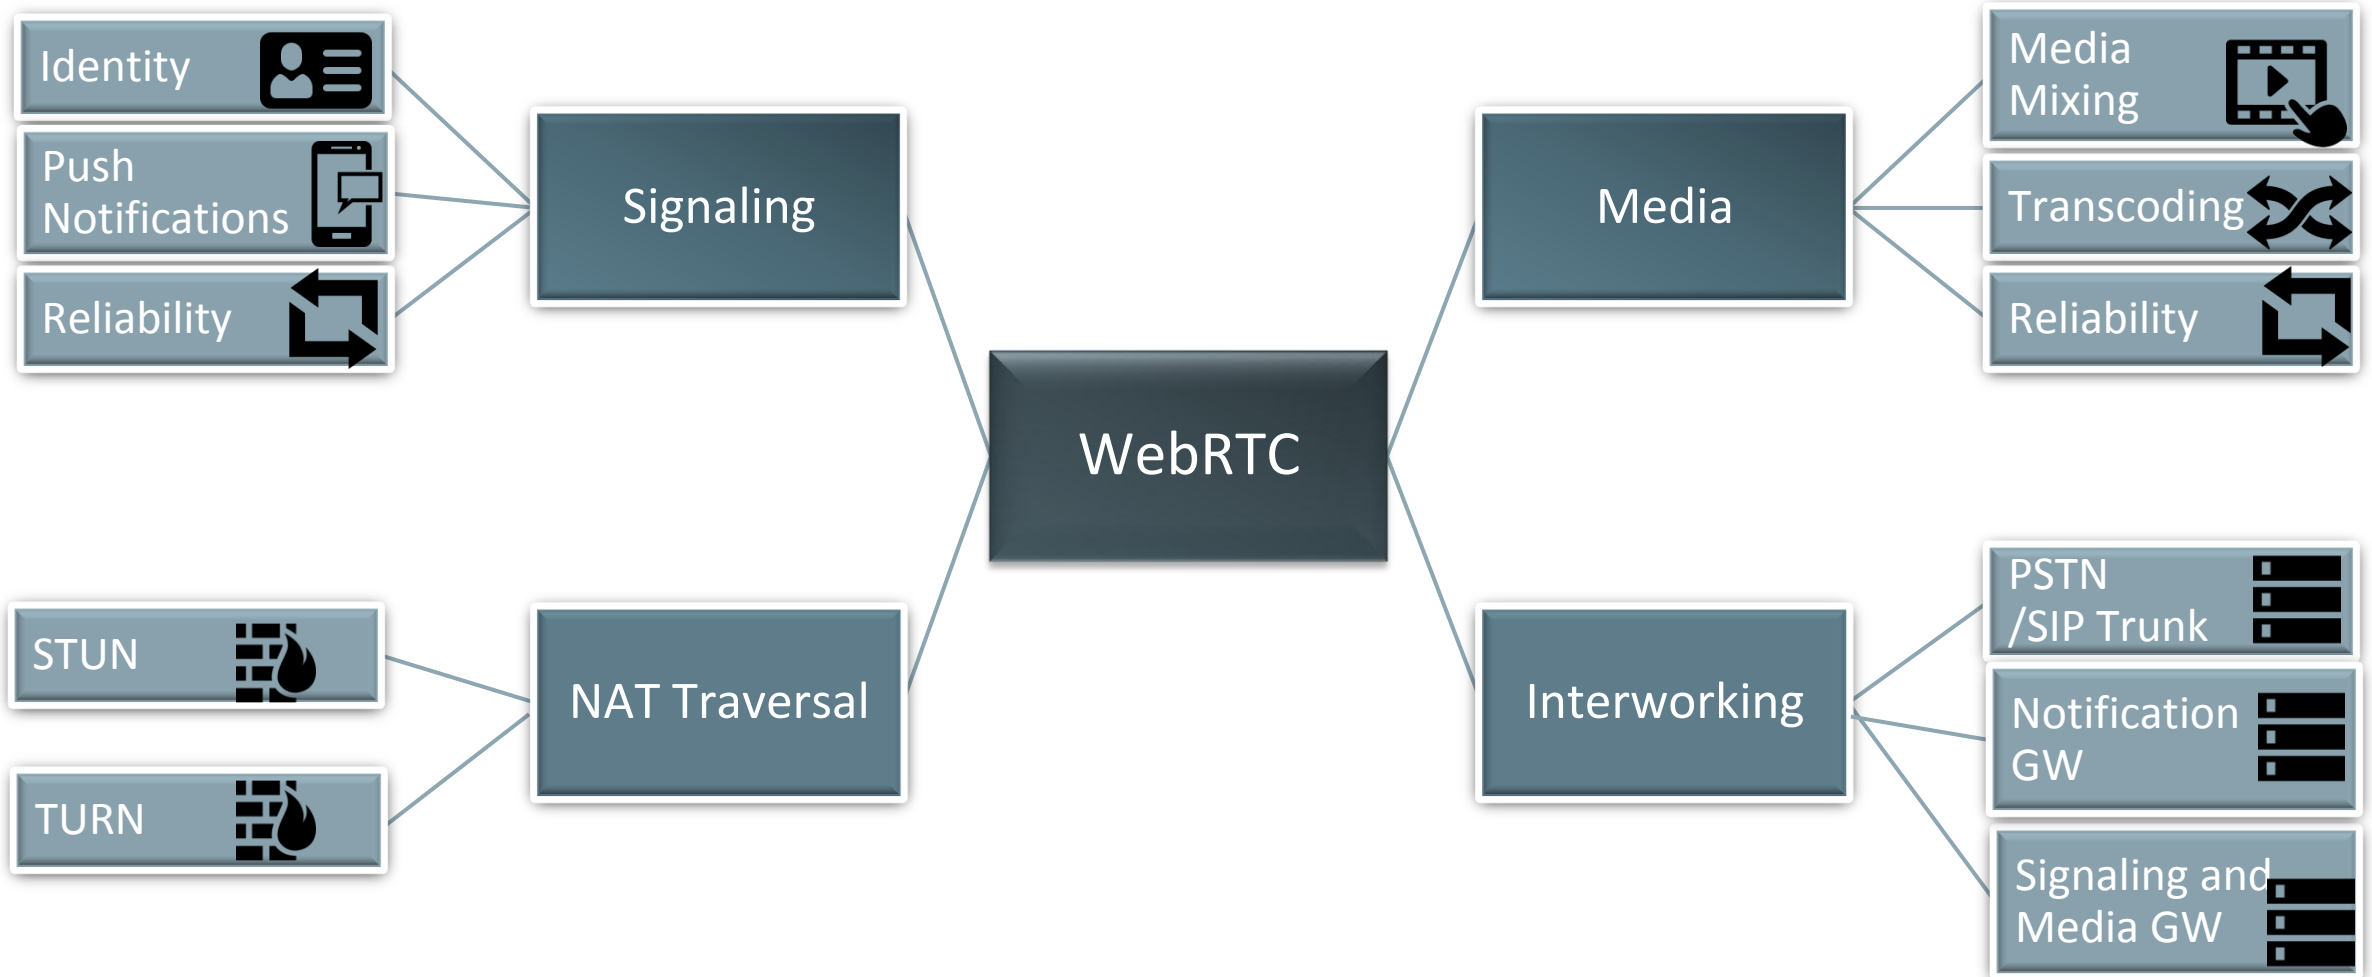 Identity
Push
Notifications
Reliability
Signaling
Media
Media
Mixing
Transcoding
Reliability
WebRTC
STUN
TURN
NAT Traversal
Interworking
PSTN
/SIP Trunk
Notification
GW
Signaling and
Media GW